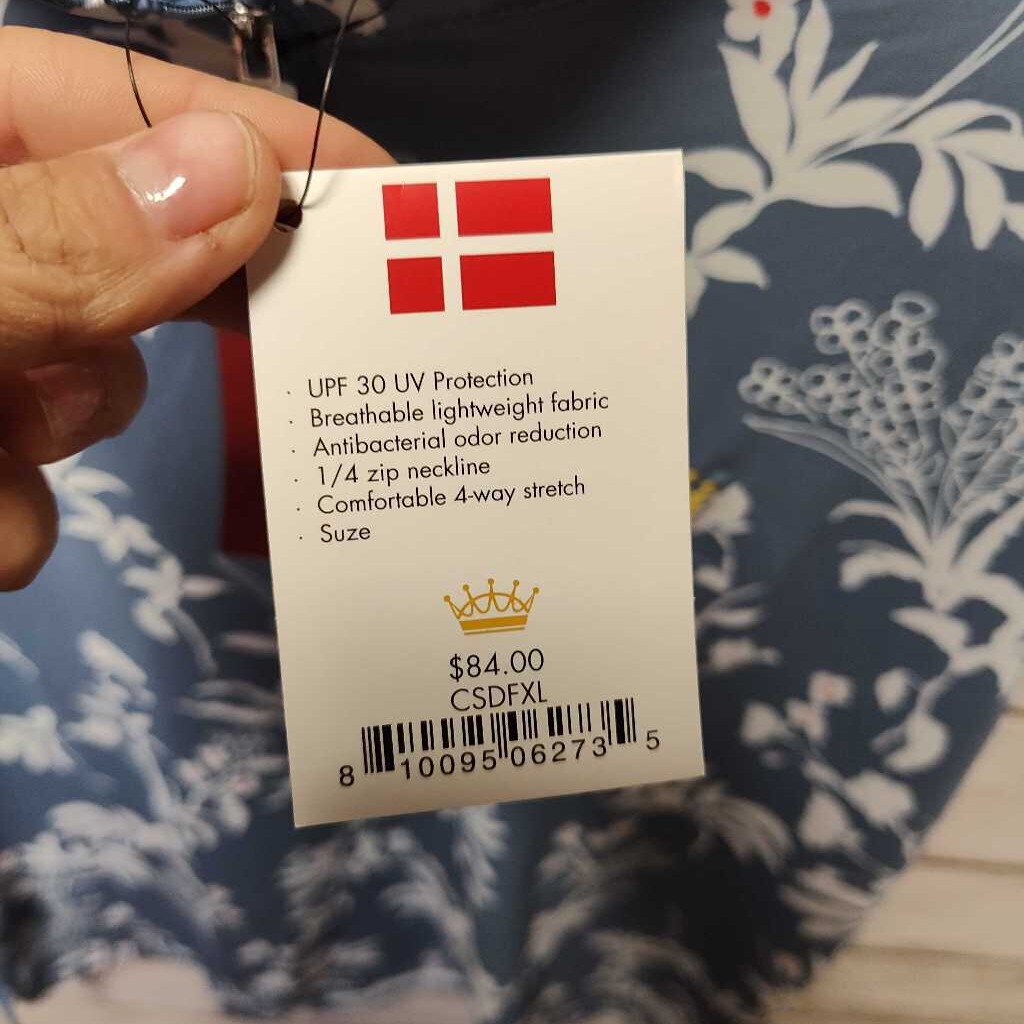 · UPF 30 UV Protection
· Breathable lightweight fabric
· Antibacterial odor reduction
· 1/4 zip neckline
· Comfortable 4-way stretch
· Suze
$84.00
CSDFXL
8 10095 06273 5